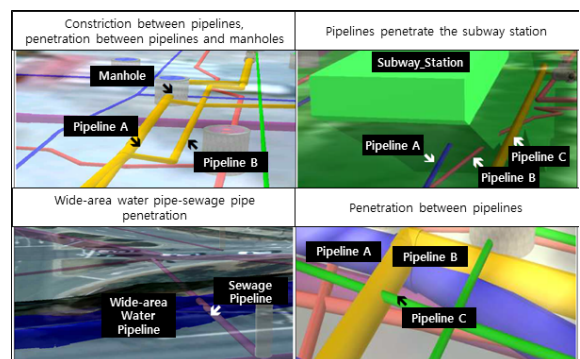 Constriction between pipelines,
penetration between pipelines and manholes
Pipelines penetrate the subway station
Manhole
Pipeline A
Pipeline B
Subway_Station
Pipeline A
Pipeline C
Pipeline B
Wide-area water pipe-sewage pipe
penetration
Penetration between pipelines
Sewage
Pipeline
Wide-area
Water
Pipeline
Pipeline A
Pipeline B
Pipeline C